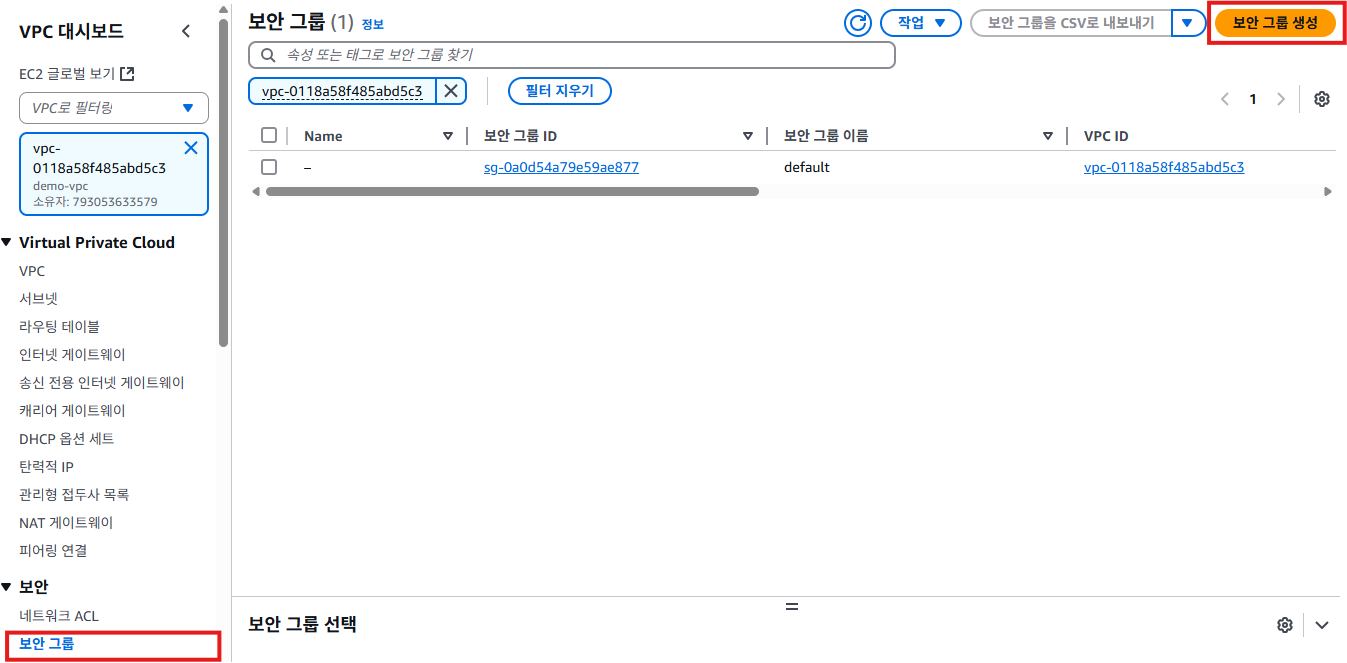 VPC 대시보드
EC2 글로벌 보기
VPC로 필터링
vpc-
0118a58f485abd5c3
demo-vpc
소유자: 793053633579
Virtual Private Cloud
VPC
서브넷
라우팅 테이블
인터넷 게이트웨이
송신 전용 인터넷 게이트웨이
캐리어 게이트웨이
DHCP 옵션 세트
탄력적 IP
관리형 접두사 목록
NAT 게이트웨이
피어링 연결
보안
네트워크 ACL
보안 그룹
보안 그룹 (1) 정보
작업
보안 그룹을 CSV로 내보내기
보안 그룹 생성
속성 또는 태그로 보안 그룹 찾기
vpc-0118a58f485abd5c3
필터 지우기
1
Name 보안 그룹 ID 보안 그룹 이름 VPC ID
– sg-0a0d54a79e59ae877 default vpc-0118a58f485abd5c3
보안 그룹 선택